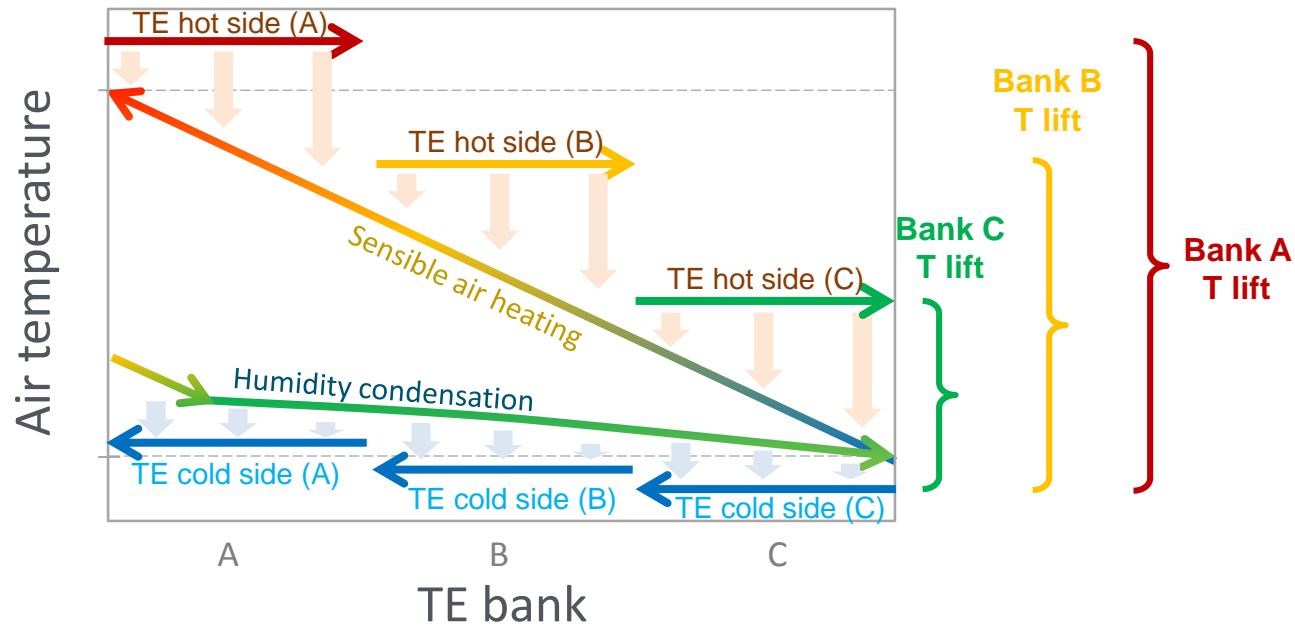 TE hot side (A)
Bank B
T lift
TE hot side (B)
Bank C
T lift
Bank A
T lift
TE hot side (C)
Sensible air heating
Humidity condensation
TE cold side (A)
TE cold side (B)
TE cold side (C)
Air temperature
A
B
C
TE bank